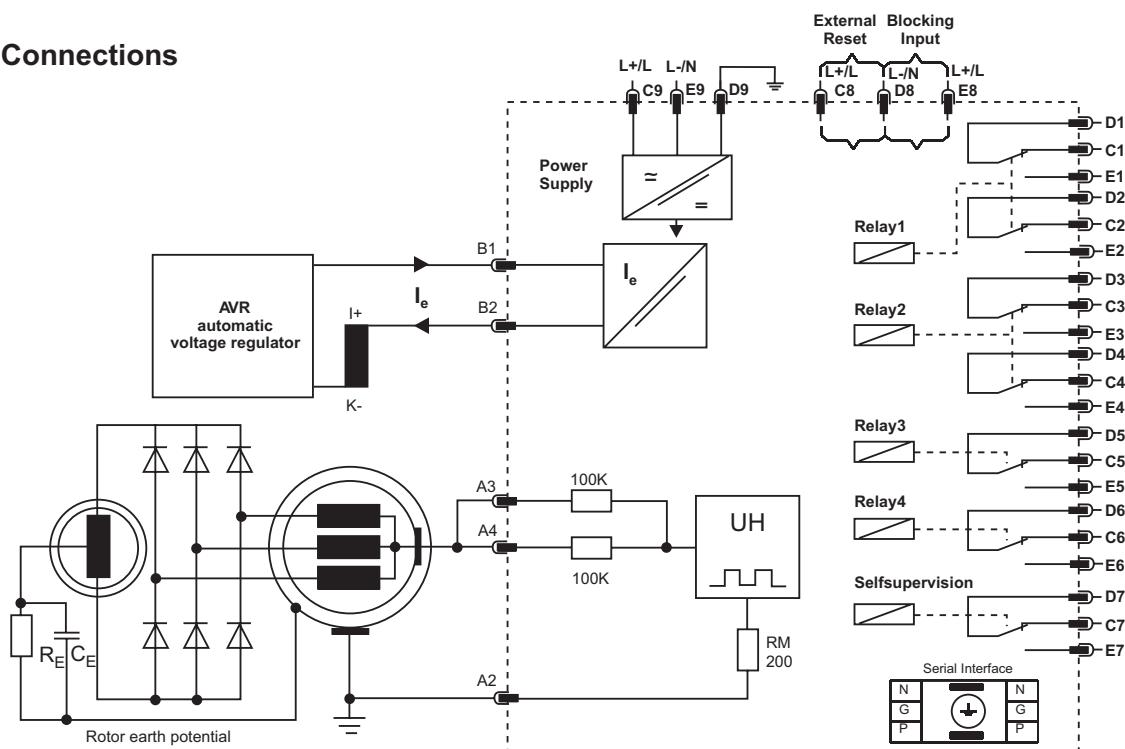 Connections
External Blocking
Reset Input
L+/L L-/N
C9 E9 D9
L+/L L-/N L+/L
C8 D8 E8
Power
Supply
≃
=
B1
Ie
B2
Ie
AVR
automatic
voltage regulator
I+
K-
A3
A4
100K
100K
UH
RM
200
A2
RE CE
Rotor earth potential
Relay1
Relay2
Relay3
Relay4
Selfsupervision
D1
C1
E1
D2
C2
E2
D3
C3
E3
D4
C4
E4
D5
C5
E5
D6
C6
E6
D7
C7
E7
Serial Interface
N N
G G
P P